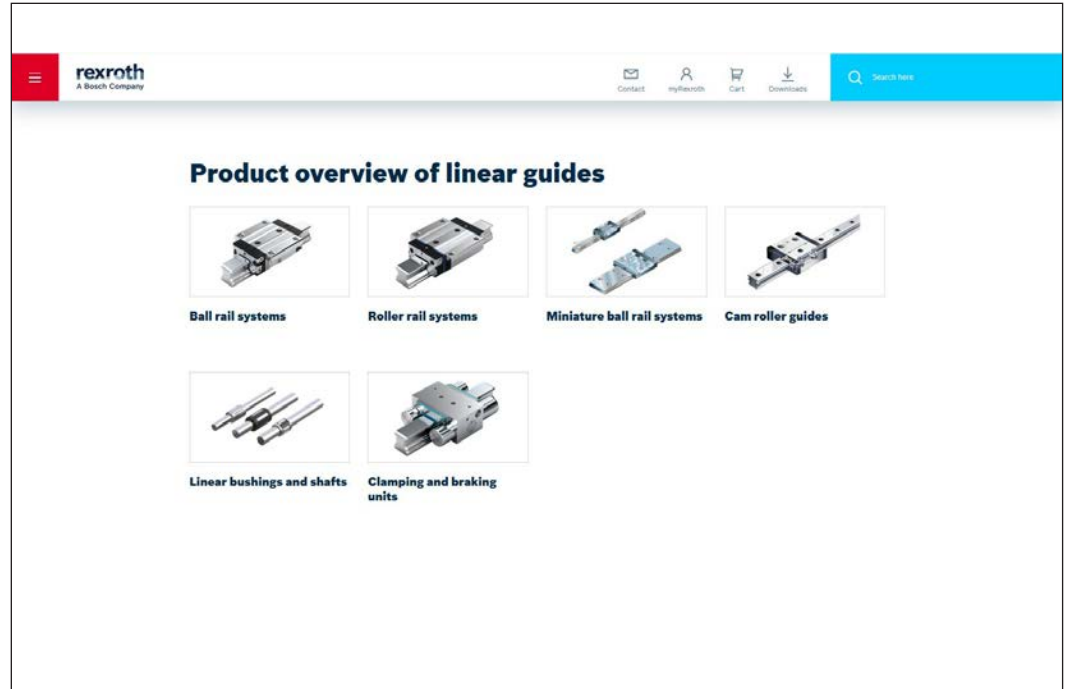 rexroth
A Bosch Company
Contact
myRexroth
Cart
Downloads
Search here
Product overview of linear guides
Ball rail systems
Roller rail systems
Miniature ball rail systems
Cam roller guides
Linear bushings and shafts
Clamping and braking
units